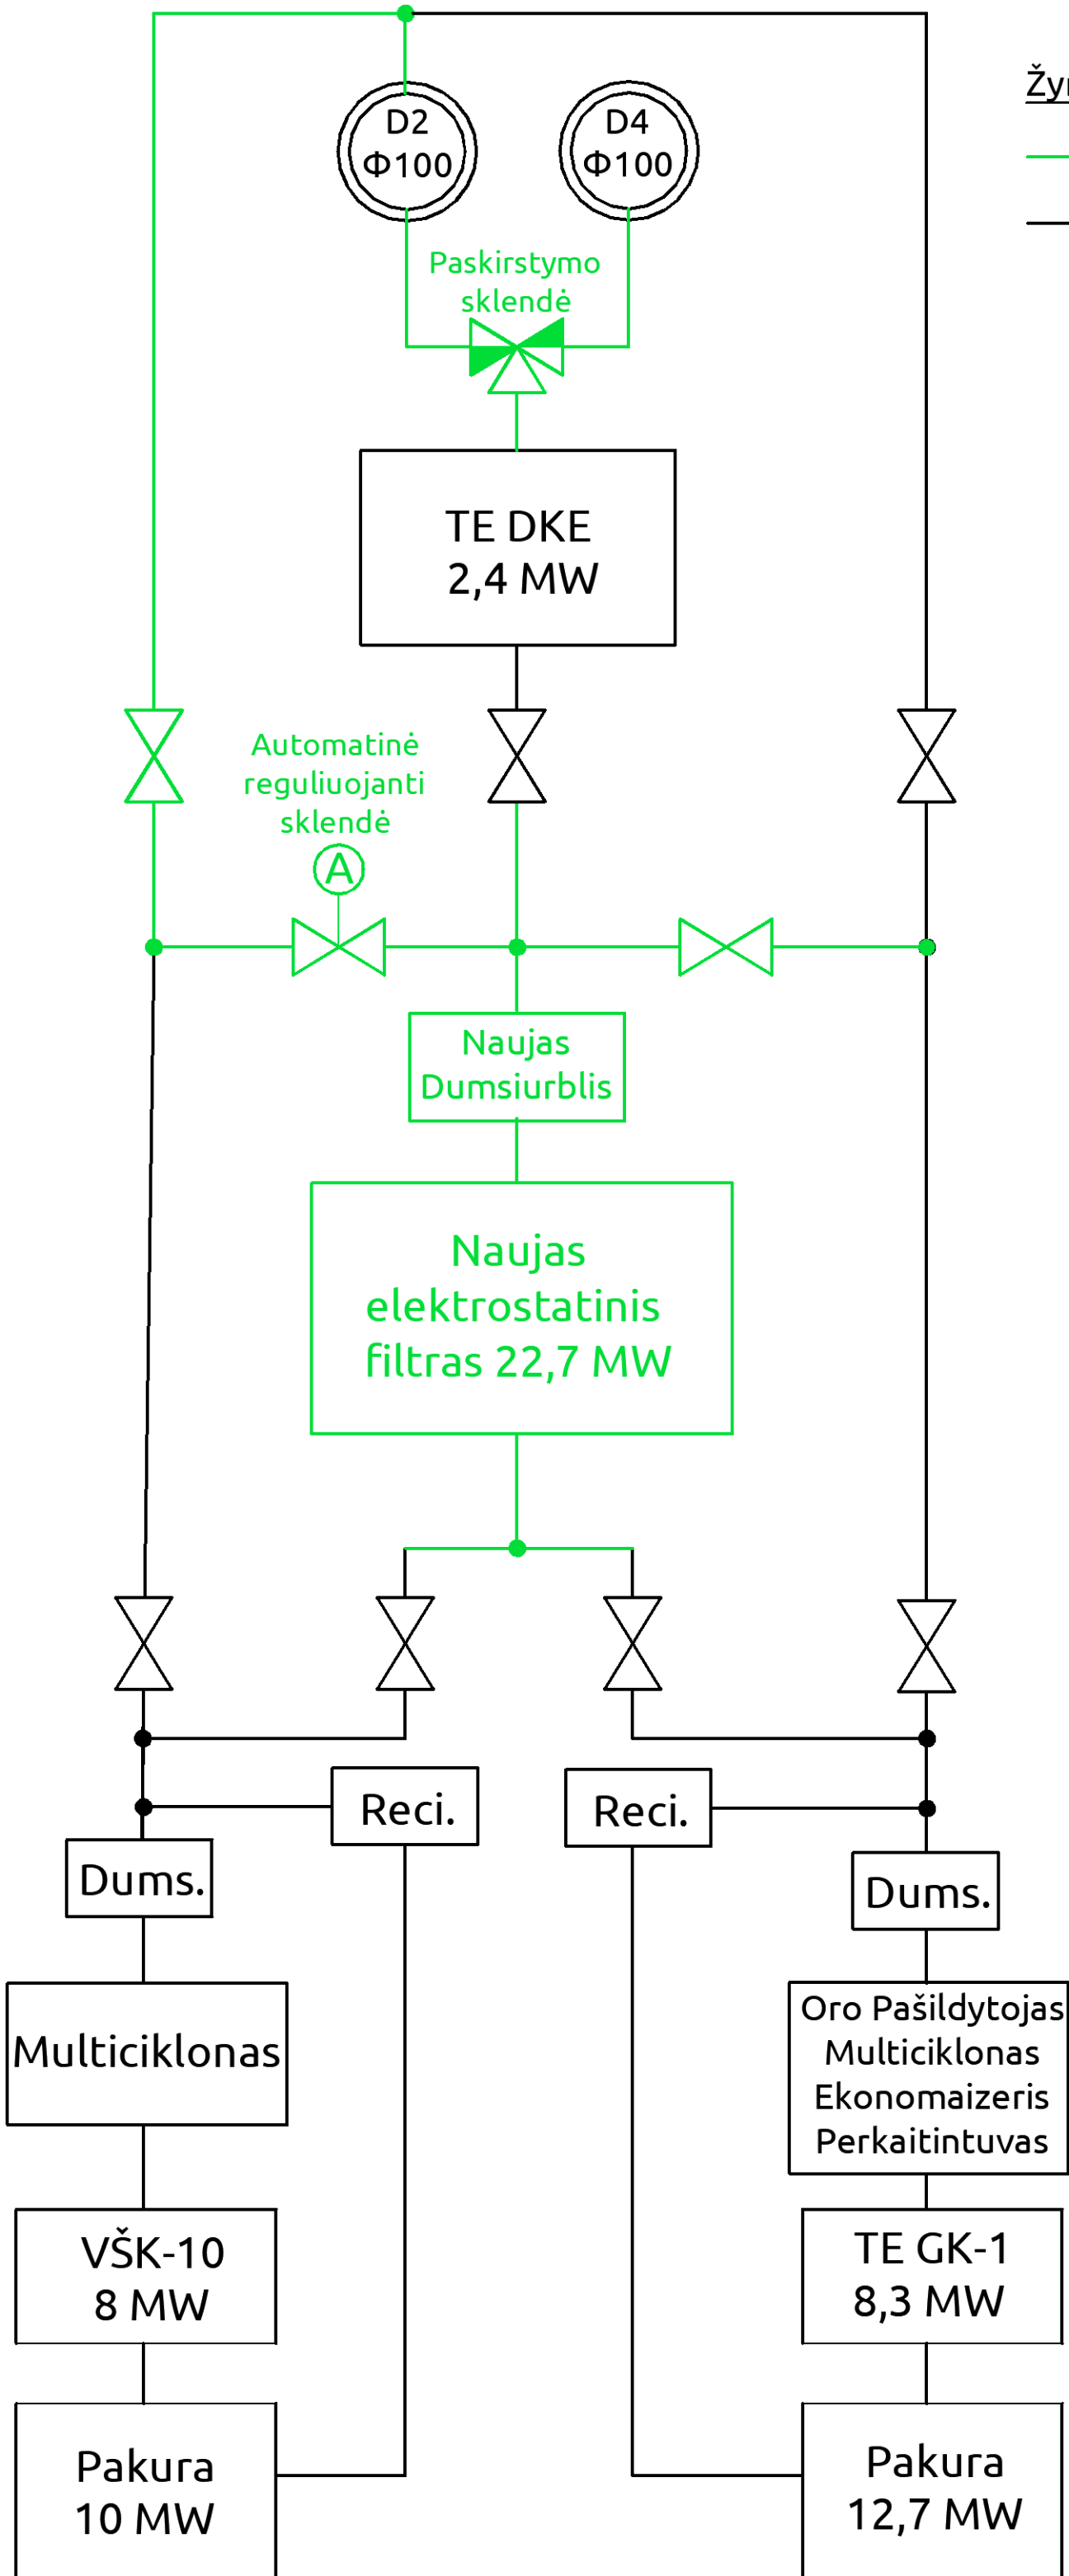 Žy
D2
Φ100
D4
Φ100
Paskirstymo
sklendė
TE DKE
2,4 MW
Automatinė
reguliuojanti
sklendė
A
Naujas
Dumsiurblis
Naujas
elektrostatinis
filtras 22,7 MW
Reci.
Reci.
Dums.
Dums.
Multiciklonas
Oro Pašildytojas
Multiciklonas
Ekonomaizeris
Perkaitintuvas
VŠK-10
8 MW
TE GK-1
8,3 MW
Pakura
10 MW
Pakura
12,7 MW